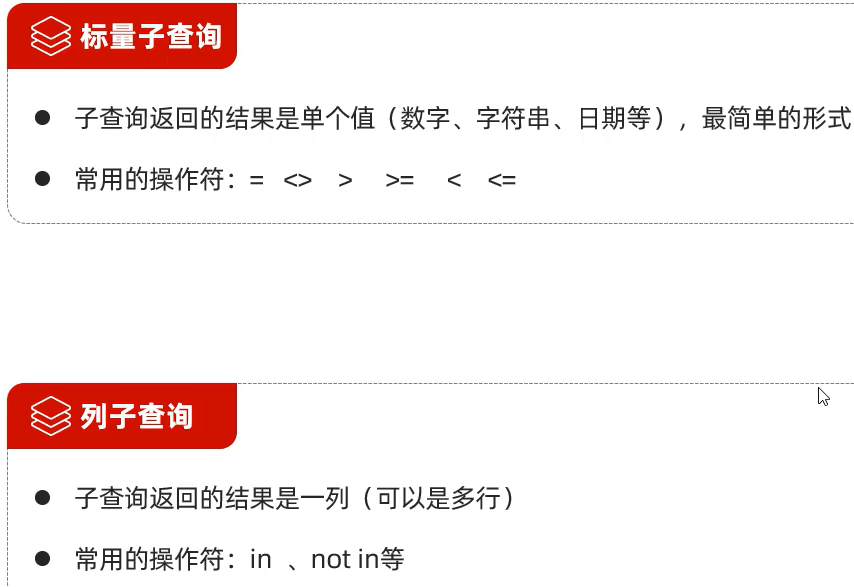 标量子查询
子查询返回的结果是单个值（数字、字符串、日期等），最简单的形式
常用的操作符：= <> > >= < <=
列子查询
子查询返回的结果是一列（可以是多行）
常用的操作符：in 、not in等